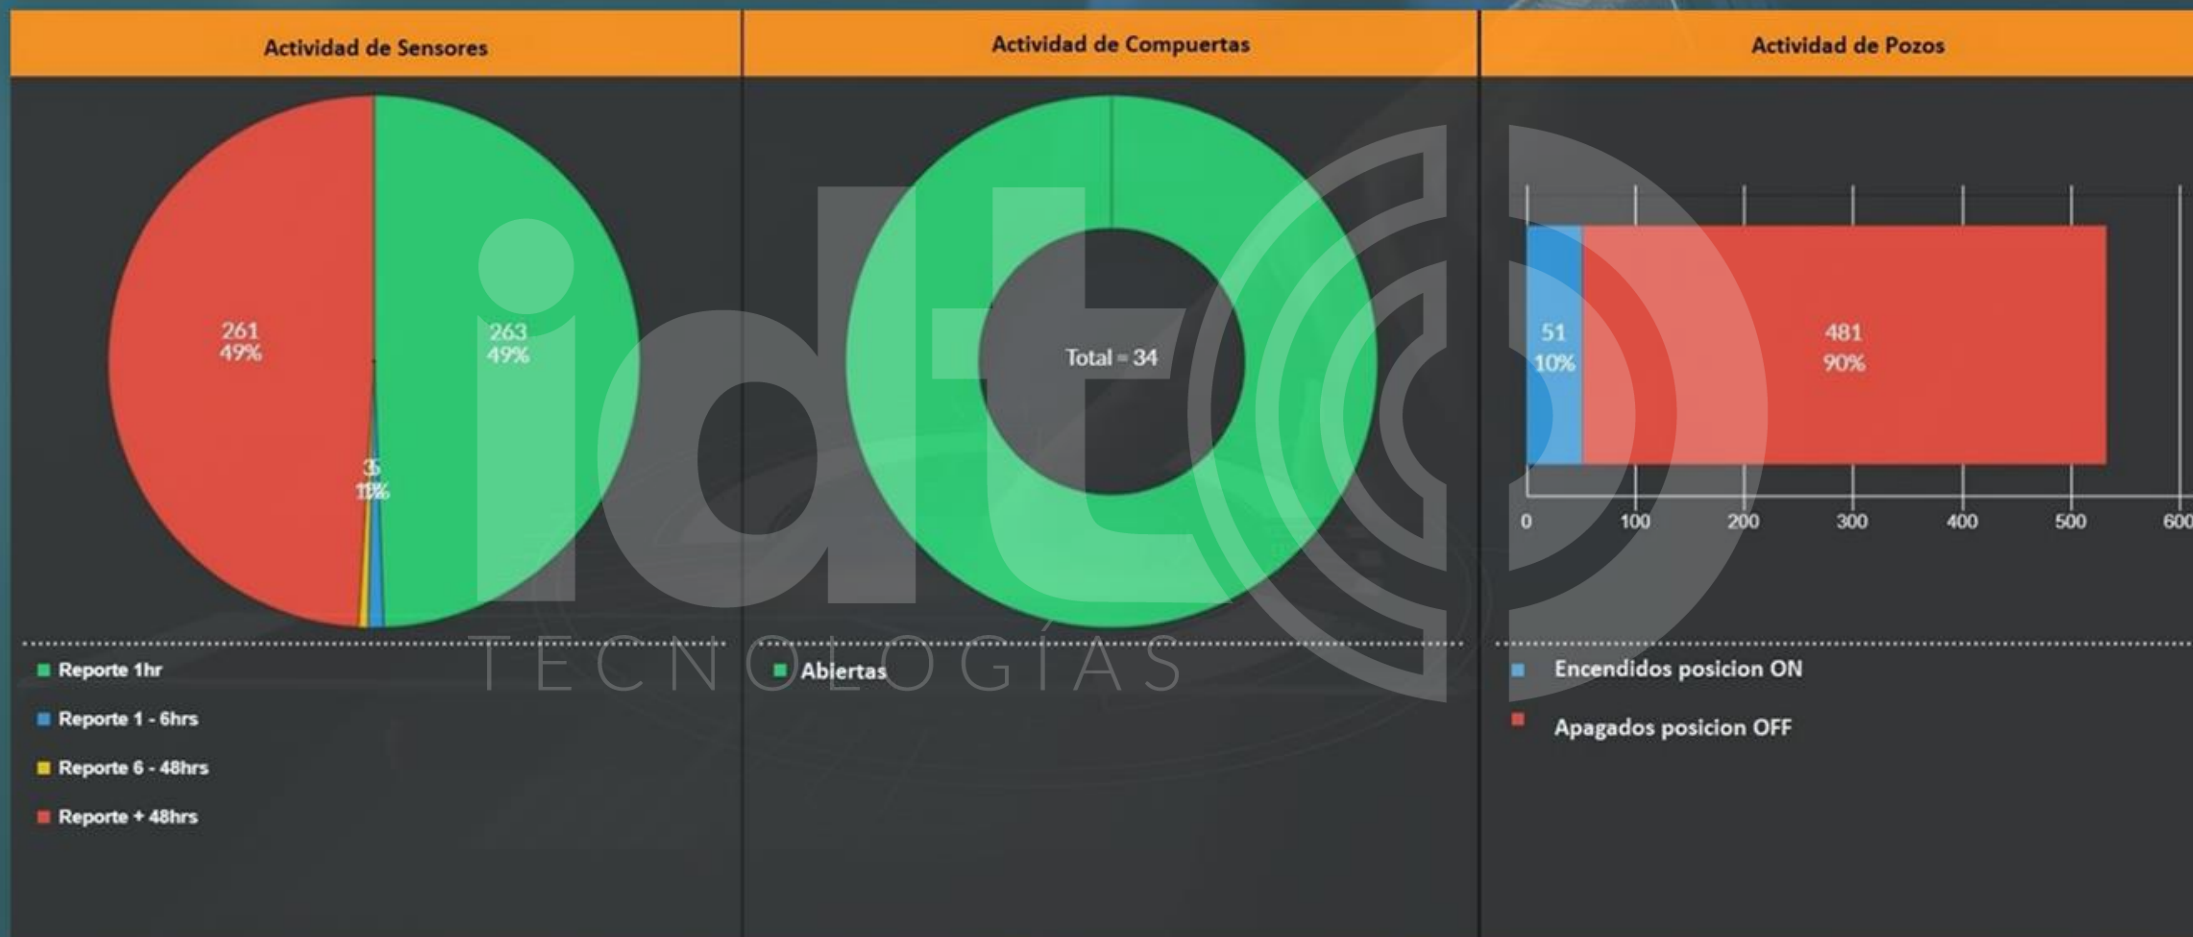 Actividad de Sensores
261
49%
263
49%
Reporte 1hr
Reporte 1 - 6hrs
Reporte 6 - 48hrs
Reporte + 48hrs
Actividad de Compuertas
Total = 34
Abiertas
Actividad de Pozos
51
10%
481
90%
0 100 200 300 400 500 600
Encendidos posicion ON
Apagados posicion OFF
idt
TECNOLOGÍAS